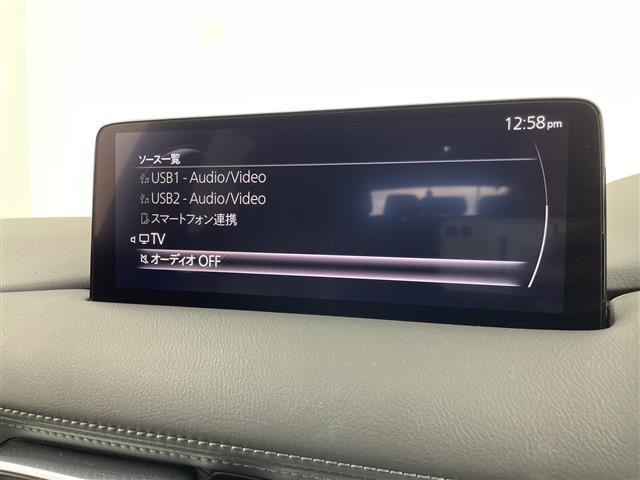 12:58pm
ソース一覧
USB1 - Audio/Video
USB2 - Audio/Video
スマートフォン連携
TV
オーディオ OFF